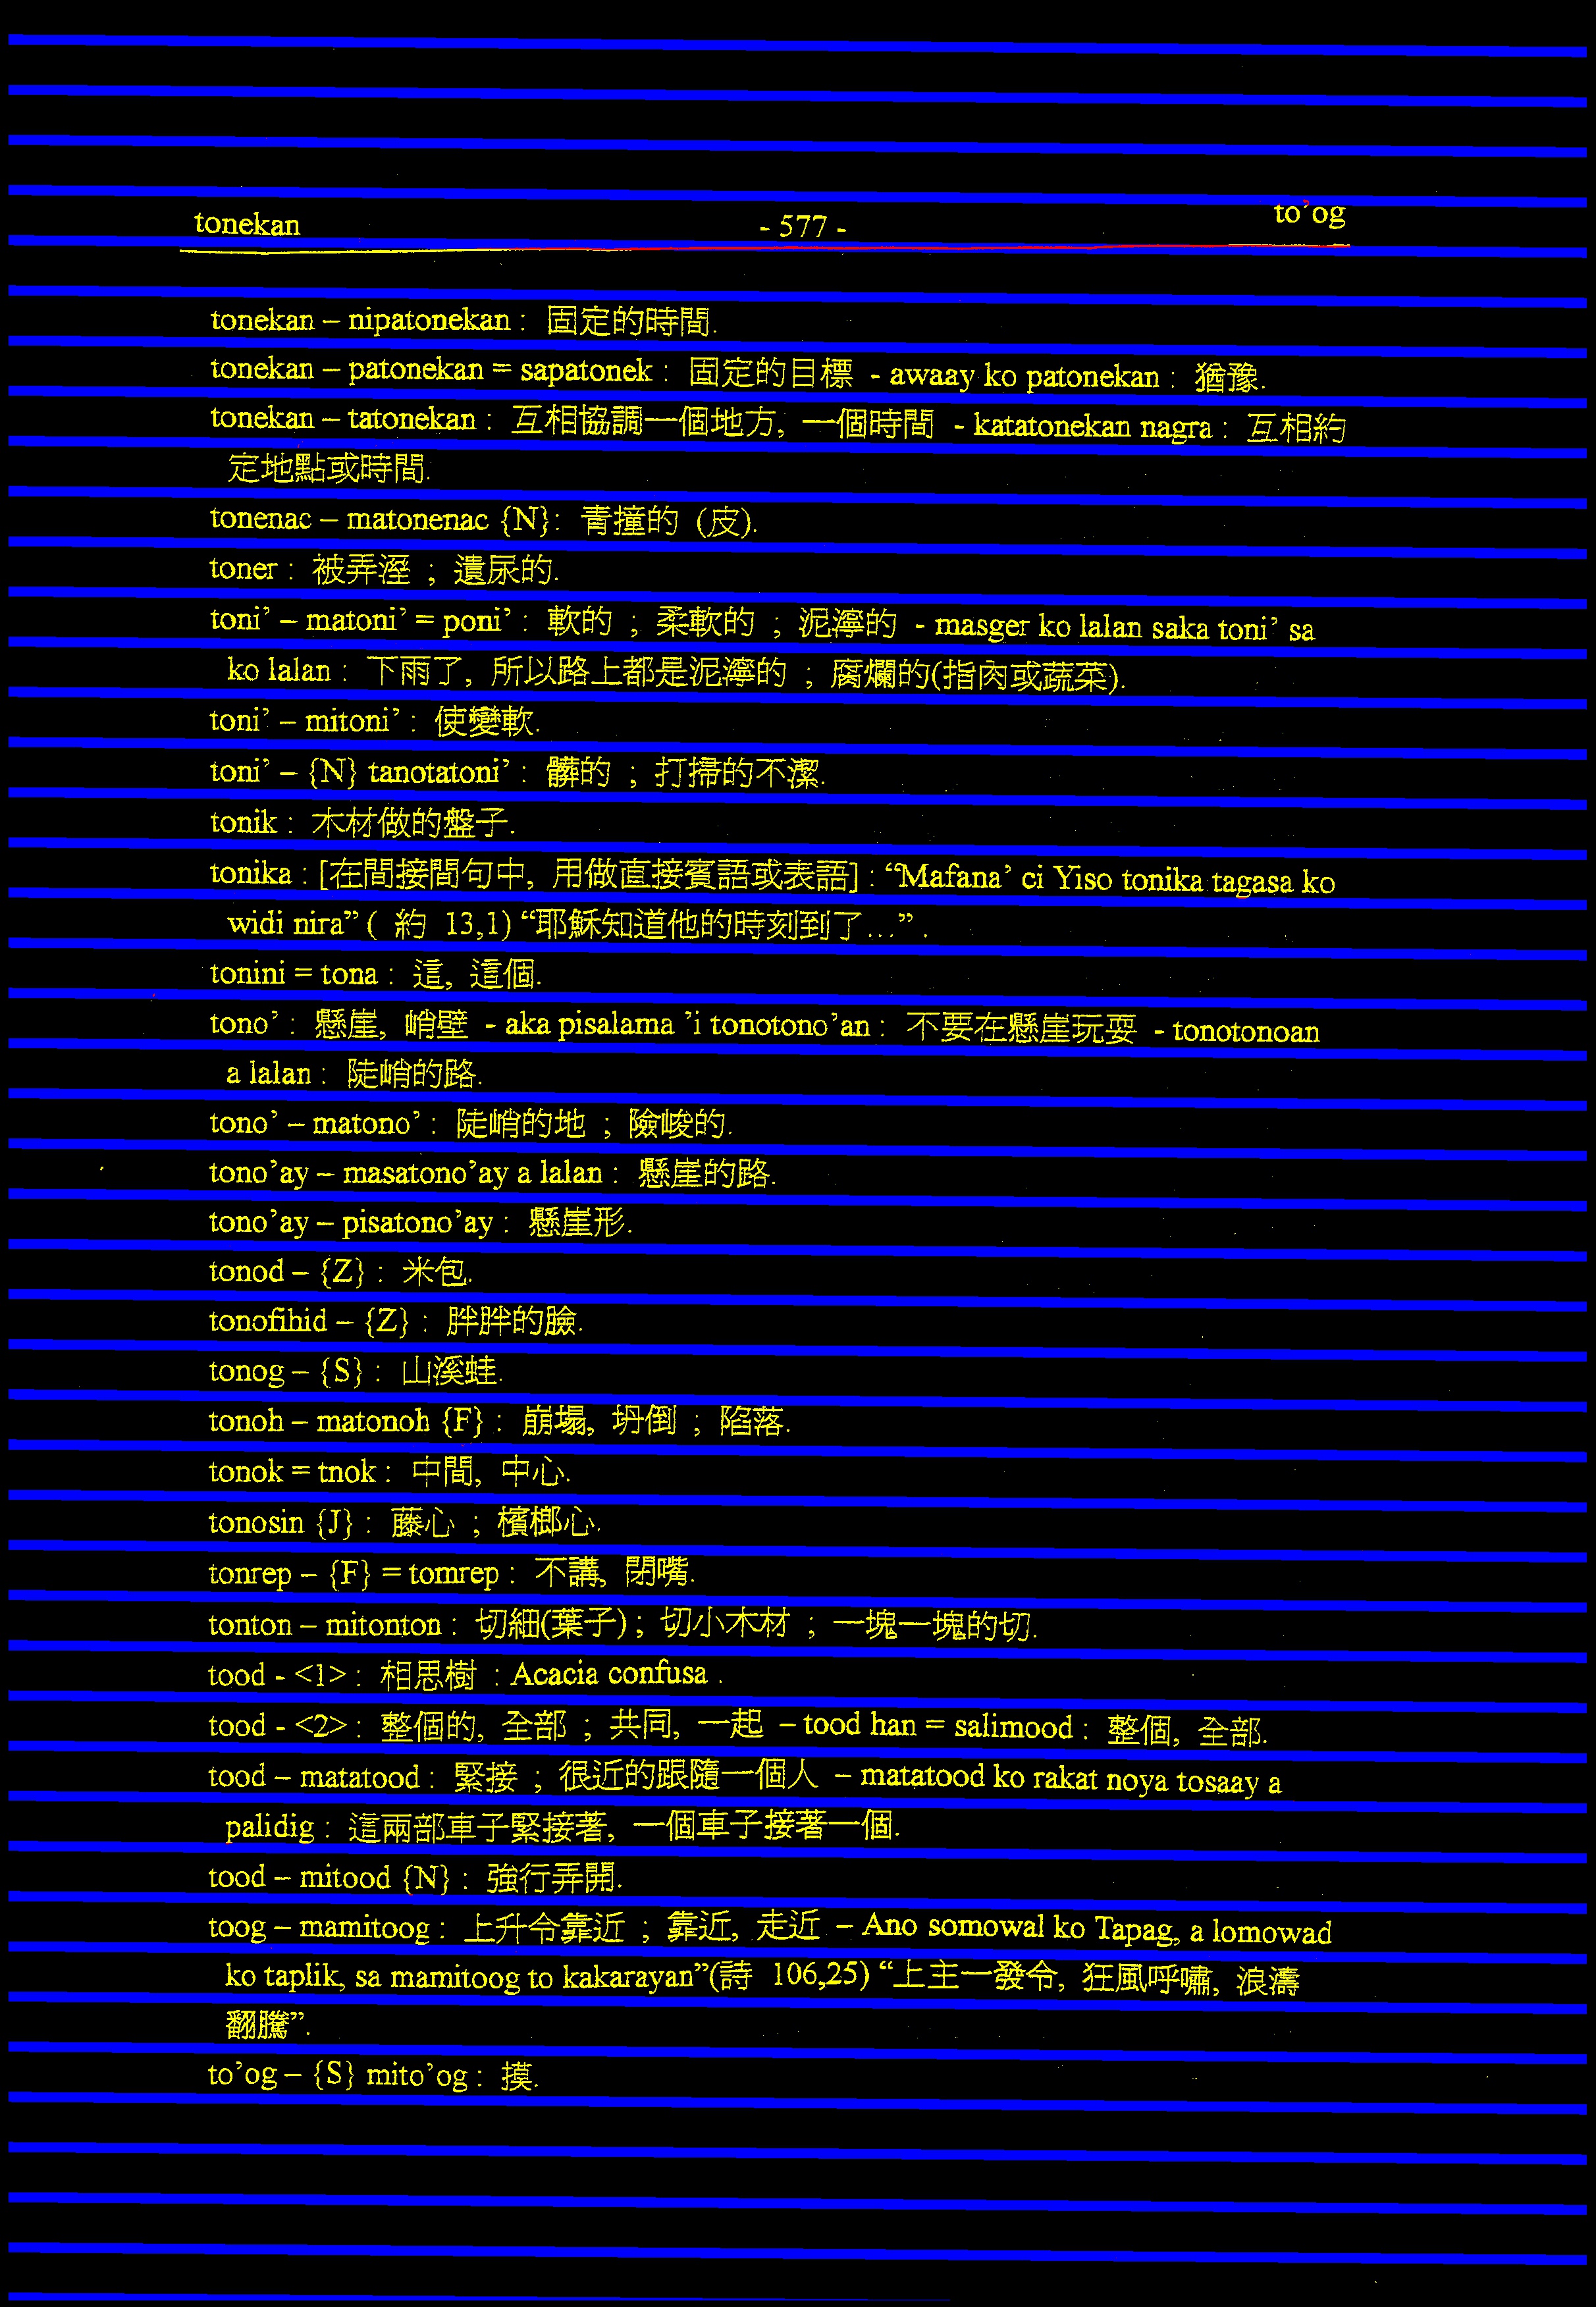 tonekan - 577 - to'og
tonekan – nipatonekan : 固定的時間.
tonekan – patonekan = sapatonek : 固定的目標 - awaay ko patonekan : 猶豫.
tonekan – tatonekan : 互相協調一個地方, 一個時間 - katatonekan nagra : 互相約
定地點或時間.
tonenac – matonenac {N}: 青撞的 (皮).
toner : 被弄溼 ; 遺尿的.
toni’ – matoni’ = poni’ : 軟的 ; 柔軟的 ; 泥濘的 - masger ko lalan saka toni’ sa
ko lalan : 下雨了, 所以路上都是泥濘的 ; 腐爛的(指肉或蔬菜).
toni’ – mitoni’ : 使變軟.
toni’ – {N} tanotatoni’ : 髒的 ; 打掃的不潔.
tonik : 木材做的盤子.
tonika : [在間接間句中, 用做直接賓語或表語] : “Mafana’ ci Yiso tonika tagasa ko
widi nira” ( 約 13,1) “耶穌知道他的時刻到了...” .
tonini = tona : 這, 這個.
tono’ : 懸崖, 峭壁 - aka pisalama ’i tonotono’an : 不要在懸崖玩耍 - tonotonoan
a lalan : 陡峭的路.
tono’ – matono’ : 陡峭的地 ; 險峻的.
tono’ay – masatono’ay a lalan : 懸崖的路.
tono’ay – pisatono’ay : 懸崖形.
tonod – {Z} : 米包.
tonofihid – {Z} : 胖胖的臉.
tonog – {S} : 山溪蛙.
tonoh – matonoh {F} : 崩塌, 坍倒 ; 陷落.
tonok = tnok : 中間, 中心.
tonosin {J} : 藤心 ; 檳榔心.
tonrep – {F} = tomrep : 不講, 閉嘴.
tonton – mitonton : 切細(葉子) ; 切小木材 ; 一塊一塊的切.
tood - <1> : 相思樹 : Acacia confusa .
tood - <2> : 整個的, 全部 ; 共同, 一起 – tood han = salimood : 整個, 全部.
tood – matatood : 緊接 ; 很近的跟隨一個人 – matatood ko rakat noya tosaay a
palidig : 這兩部車子緊接著, 一個車子接著一個.
tood – mitood {N} : 強行弄開.
toog – mamitoog : 上升令靠近 ; 靠近, 走近 – Ano somowal ko Tapag, a lomowad
ko taplik, sa mamitoog to kakarayan”(詩 106,25) “上主一發令, 狂風呼嘯, 浪濤
翻騰”.
to’og – {S} mito’og : 摸.